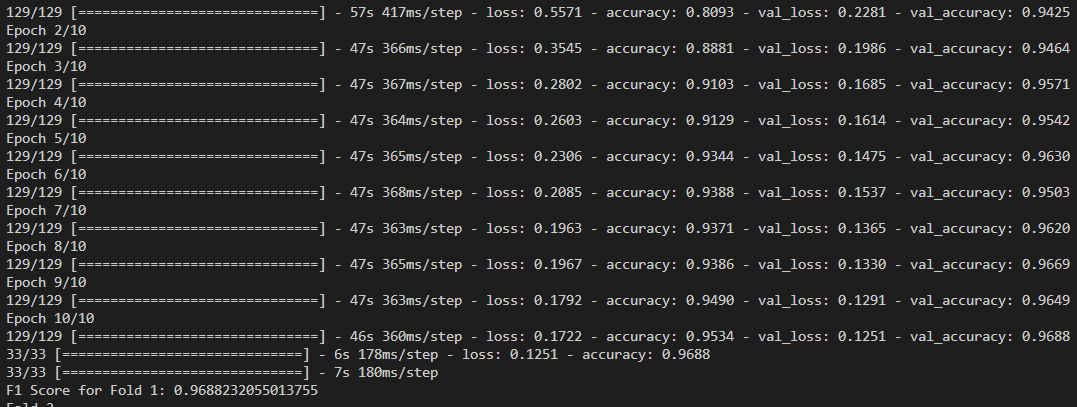 129/129 [==============================] - 57s 417ms/step - loss: 0.5571 - accuracy: 0.8093 - val_loss: 0.2281 - val_accuracy: 0.9425
Epoch 2/10
129/129 [==============================] - 47s 366ms/step - loss: 0.3545 - accuracy: 0.8881 - val_loss: 0.1986 - val_accuracy: 0.9464
Epoch 3/10
129/129 [==============================] - 47s 367ms/step - loss: 0.2802 - accuracy: 0.9103 - val_loss: 0.1685 - val_accuracy: 0.9571
Epoch 4/10
129/129 [==============================] - 47s 364ms/step - loss: 0.2603 - accuracy: 0.9129 - val_loss: 0.1614 - val_accuracy: 0.9542
Epoch 5/10
129/129 [==============================] - 47s 365ms/step - loss: 0.2306 - accuracy: 0.9344 - val_loss: 0.1475 - val_accuracy: 0.9630
Epoch 6/10
129/129 [==============================] - 47s 368ms/step - loss: 0.2085 - accuracy: 0.9388 - val_loss: 0.1537 - val_accuracy: 0.9503
Epoch 7/10
129/129 [==============================] - 47s 363ms/step - loss: 0.1963 - accuracy: 0.9371 - val_loss: 0.1365 - val_accuracy: 0.9620
Epoch 8/10
129/129 [==============================] - 47s 365ms/step - loss: 0.1967 - accuracy: 0.9386 - val_loss: 0.1330 - val_accuracy: 0.9669
Epoch 9/10
129/129 [==============================] - 47s 363ms/step - loss: 0.1792 - accuracy: 0.9490 - val_loss: 0.1291 - val_accuracy: 0.9649
Epoch 10/10
129/129 [==============================] - 46s 360ms/step - loss: 0.1722 - accuracy: 0.9534 - val_loss: 0.1251 - val_accuracy: 0.9688
33/33 [==============================] - 6s 178ms/step - loss: 0.1251 - accuracy: 0.9688
33/33 [==============================] - 7s 180ms/step
F1 Score for Fold 1: 0.9688232055013755
Fold 2